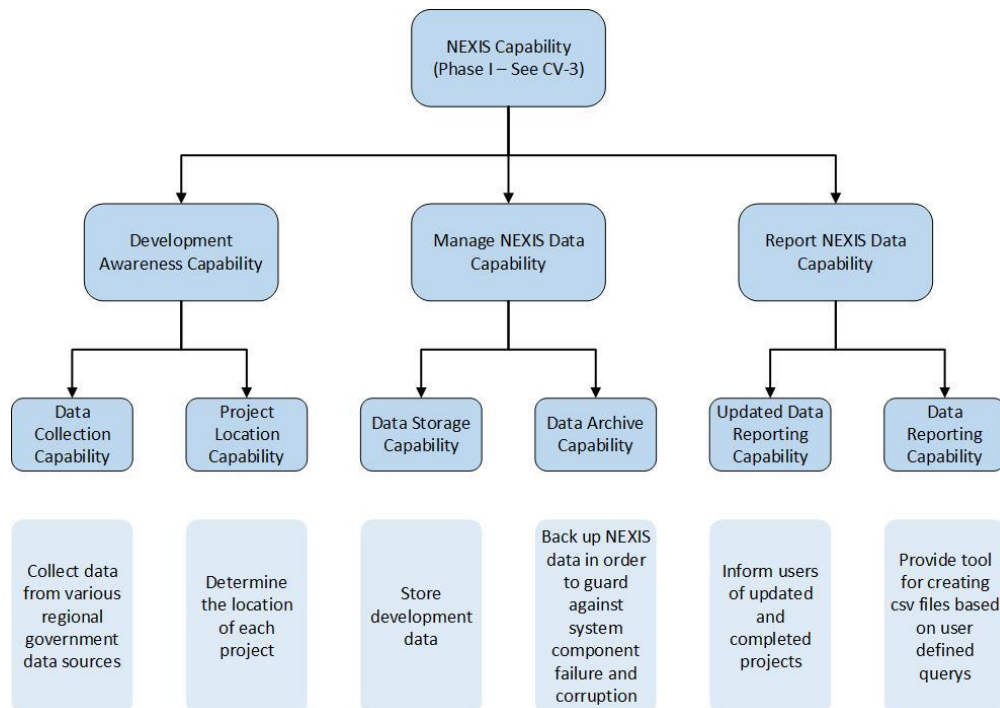 NEXIS Capability
(Phase I – See CV-3)
Development
Awareness Capability
Manage NEXIS Data
Capability
Report NEXIS Data
Capability
Data
Collection
Capability
Project
Location
Capability
Data Storage
Capability
Data Archive
Capability
Updated Data
Reporting
Capability
Data
Reporting
Capability
Collect data
from various
regional
government
data sources
Determine
the location
of each
project
Store
development
data
Back up NEXIS
data in order
to guard
against
system
component
failure and
corruption
Inform users
of updated
and
completed
projects
Provide tool
for creating
csv files based
on user
defined
querys